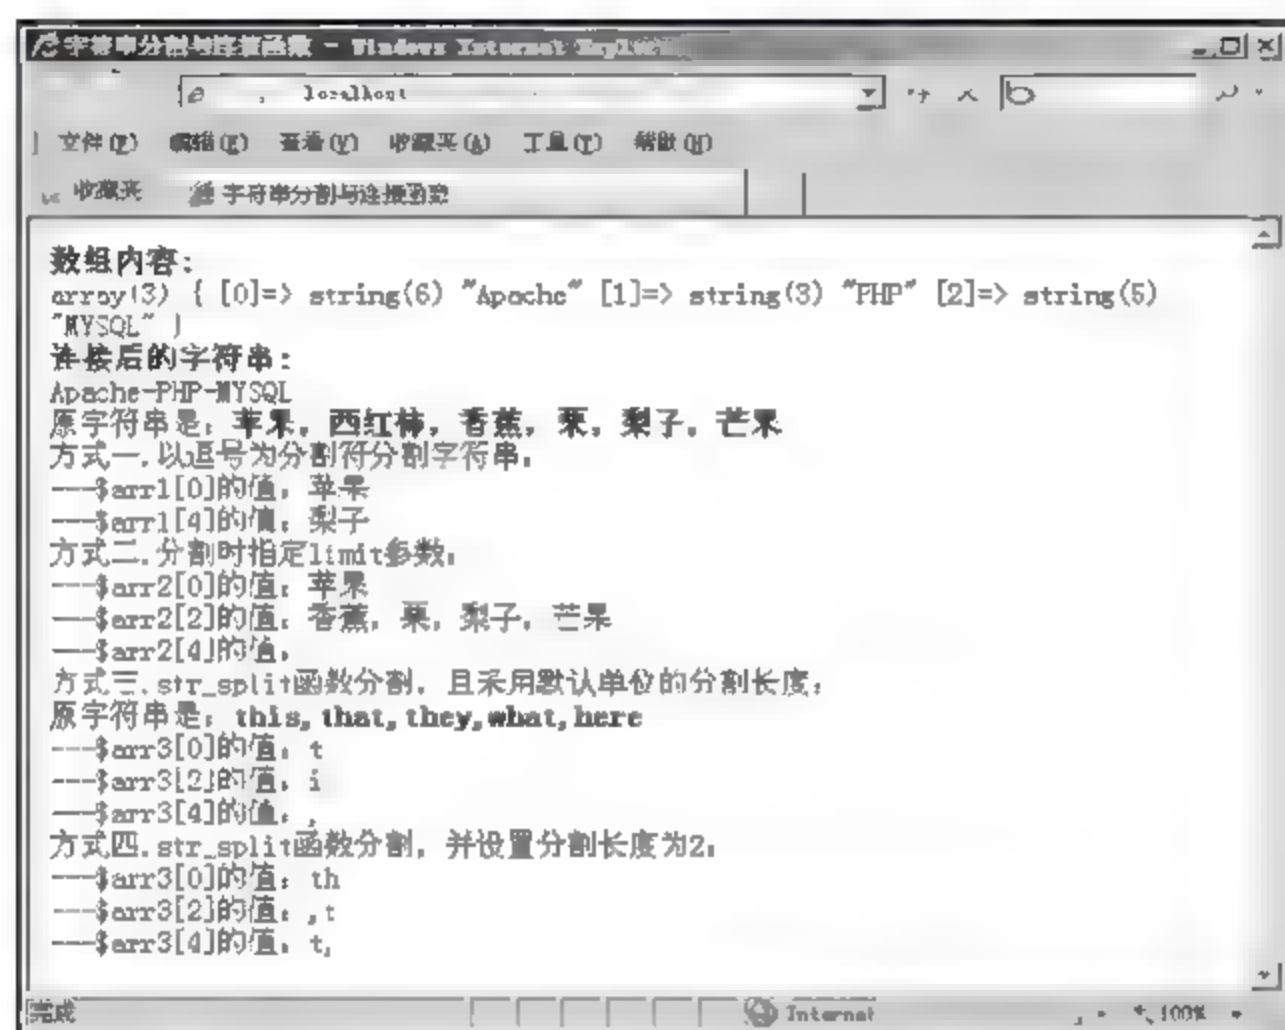 字符串分割与连接函数 - Windows Internet Explorer
localhost
文件(F) 编辑(E) 查看(V) 收藏夹(A) 工具(T) 帮助(H)
收藏夹 字符串分割与连接函数
数组内容：
array(3) { [0]=> string(6) "Apache" [1]=> string(3) "PHP" [2]=> string(5)
"MYSQL" }
连接后的字符串：
Apache-PHP-MYSQL
原字符串是：苹果，西红柿，香蕉，栗，梨子，芒果
方式一.以逗号为分割符分割字符串：
---$arr1[0]的值：苹果
---$arr1[4]的值：梨子
方式二.分割时指定limit参数：
---$arr2[0]的值：苹果
---$arr2[2]的值：香蕉，栗，梨子，芒果
---$arr2[4]的值：
方式三.str_split函数分割，且采用默认单位的分割长度：
原字符串是：this,that,they,what,here
---$arr3[0]的值：t
---$arr3[2]的值：i
---$arr3[4]的值：,
方式四.str_split函数分割，并设置分割长度为2：
---$arr3[0]的值：th
---$arr3[2]的值：,t
---$arr3[4]的值：t,
完成 Internet 100%